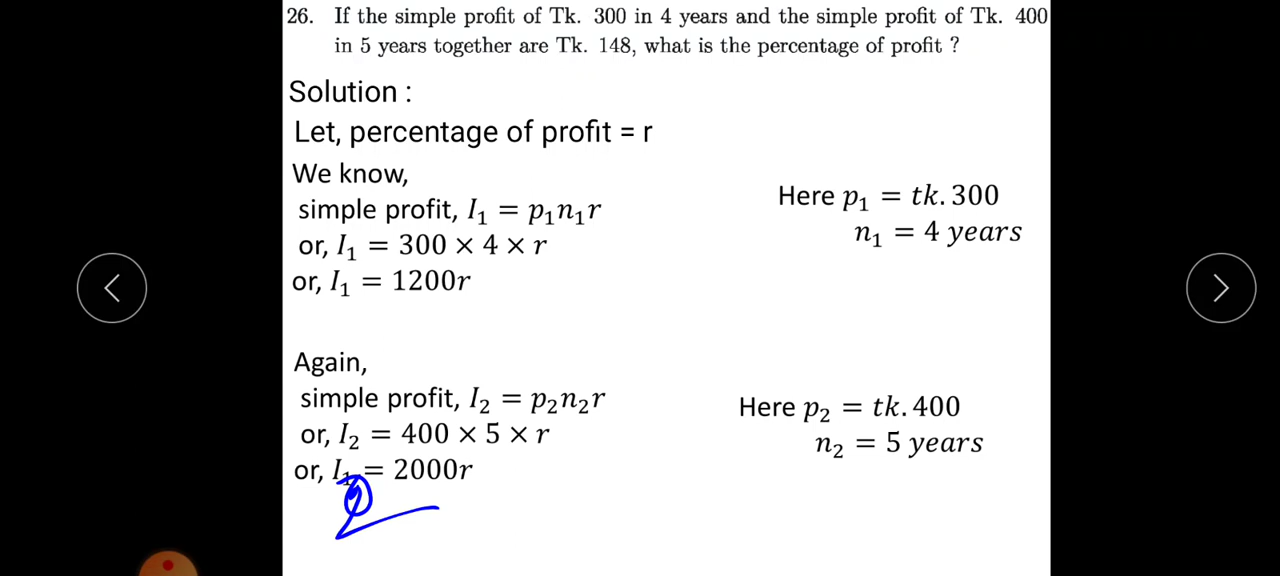 26. If the simple profit of Tk. 300 in 4 years and the simple profit of Tk. 400
in 5 years together are Tk. 148, what is the percentage of profit ?
Solution :
Let, percentage of profit = r
We know,
simple profit, I₁ = p₁n₁r
or, I₁ = 300 × 4 × r
or, I₁ = 1200r
Here p₁ = tk. 300
n₁ = 4 years
Again,
simple profit, I₂ = p₂n₂r
or, I₂ = 400 × 5 × r
or, I₁ = 2000r
2
Here p₂ = tk. 400
n₂ = 5 years